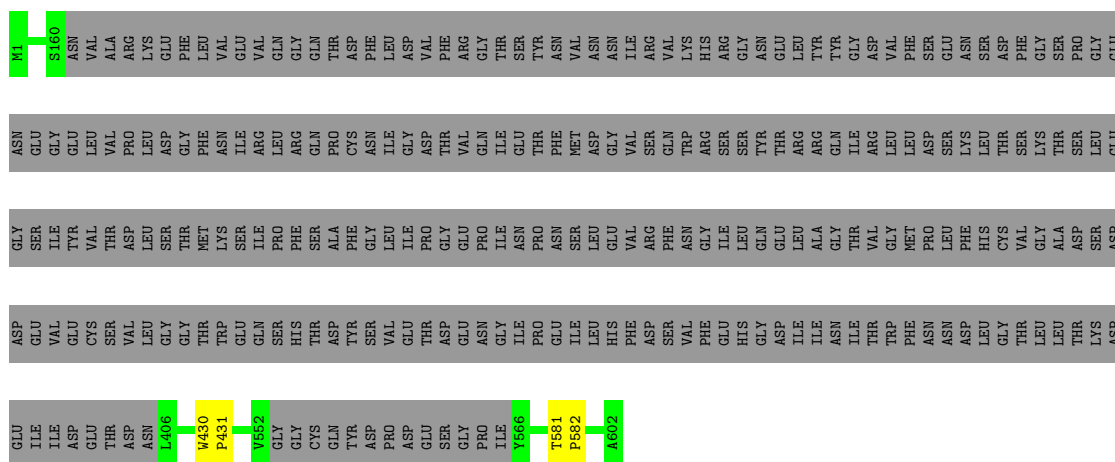 M1 S160 ASN VAL ALA ARG LYS GLU PHE LEU VAL GLU VAL GLN GLY GLN THR ASP PHE LEU ASP VAL PHE ARG GLY THR SER TYR ASN VAL ASN ASN ILE ARG VAL LYS HIS ARG GLY ASN GLU LEU TYR TYR GLY ASP VAL PHE SER GLU ASN SER ASP PHE GLY SER PRO GLY GLU
ASN GLU GLY GLU LEU VAL PRO LEU ASP GLY PHE ASN ILE ARG LEU ARG GLN PRO CYS ASN ILE GLY ASP THR VAL GLN ILE GLU THR PHE MET ASP GLY VAL SER GLN TRP ARG SER SER TYR THR ARG ARG GLN ILE ARG LEU LEU ASP SER LYS LEU THR SER LYS THR SER LEU GLU
GLY SER ILE TYR VAL THR ASP LEU SER THR MET LYS SER ILE PRO PHE SER ALA PHE GLY LEU ILE PRO GLY GLU PRO ILE ASN PRO ASN SER LEU GLU VAL ARG PHE ASN GLY ILE LEU GLN GLU LEU ALA GLY THR VAL GLY MET PRO LEU PHE HIS CYS VAL GLY ALA ASP SER ASP
ASP GLU VAL GLU CYS SER VAL LEU GLY GLY THR TRP GLU GLN SER HIS THR ASP TYR SER VAL GLU THR ASP GLU ASN GLY ILE PRO GLU ILE LEU HIS PHE ASP SER VAL PHE GLU HIS GLY ASP ILE ILE ASN ILE THR TRP PHE ASN ASN ASP LEU GLY THR LEU LEU THR LYS ASP
GLU ILE ILE ASP GLU THR ASP ASN L406 W430 P431 V552 GLY GLY CYS GLN TYR ASP PRO ASP GLU SER GLY PRO ILE Y566 T581 P582 A602